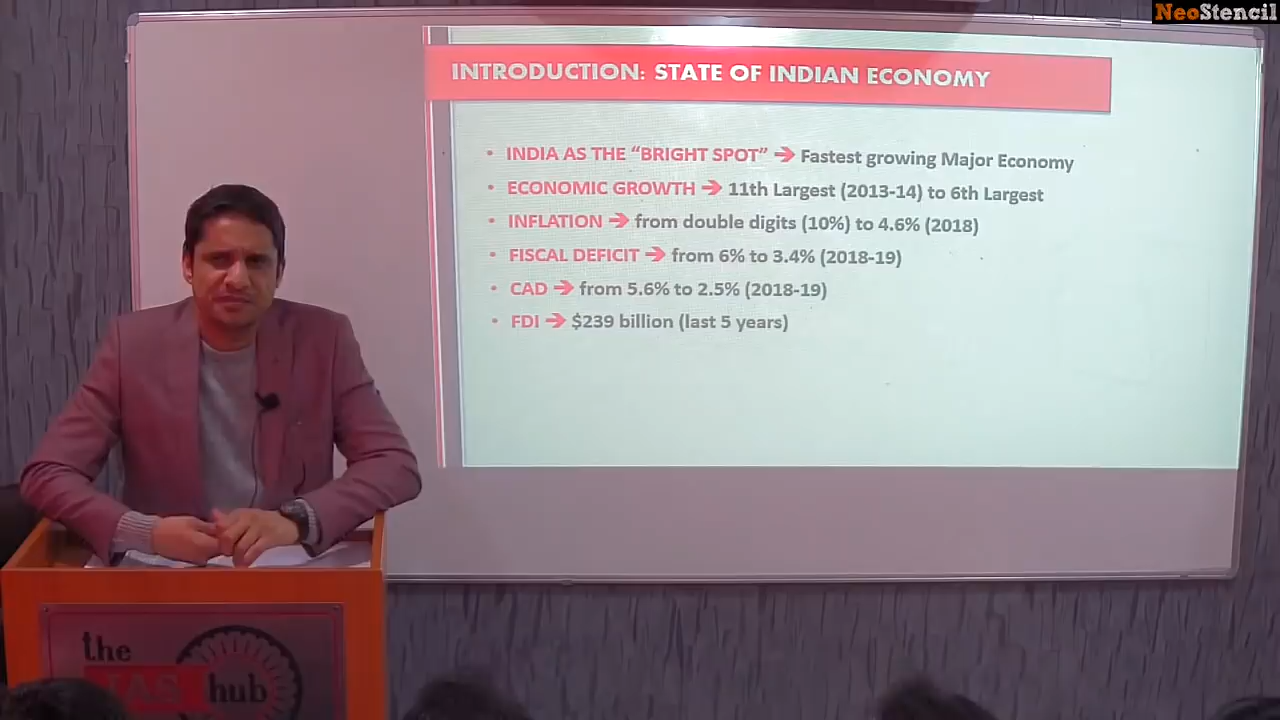 NeoStencil
INTRODUCTION: STATE OF INDIAN ECONOMY
• INDIA AS THE “BRIGHT SPOT” → Fastest growing Major Economy
• ECONOMIC GROWTH → 11th Largest (2013-14) to 6th Largest
• INFLATION → from double digits (10%) to 4.6% (2018)
• FISCAL DEFICIT → from 6% to 3.4% (2018-19)
• CAD → from 5.6% to 2.5% (2018-19)
• FDI → $239 billion (last 5 years)
the
IAS hub